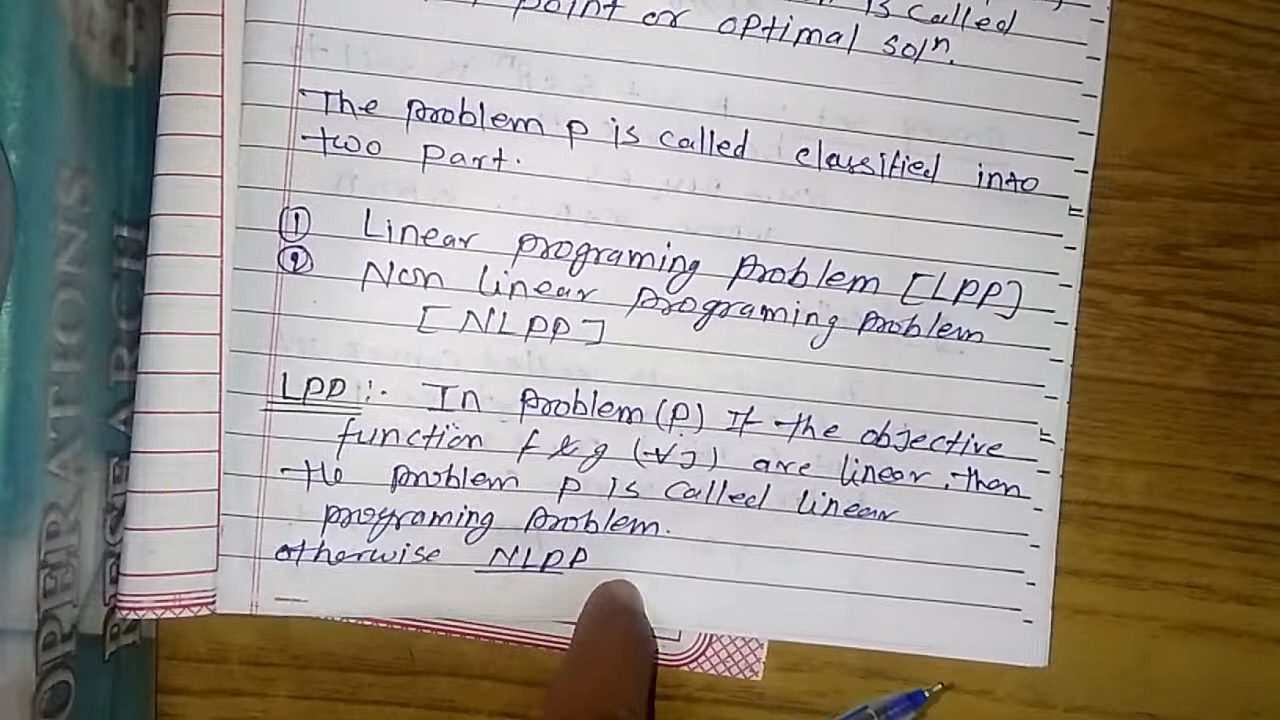 is called
point or optimal solⁿ.
The problem p is called classified into
two part.
① Linear programing problem [LPP]
② Non linear programing problem
[NLPP]
LPP :- In problem (p) If the objective
function f & g (∀j) are linear, then
the problem p is called linear
programing problem.
otherwise NLPP
OPERATIONS
RESEARCH